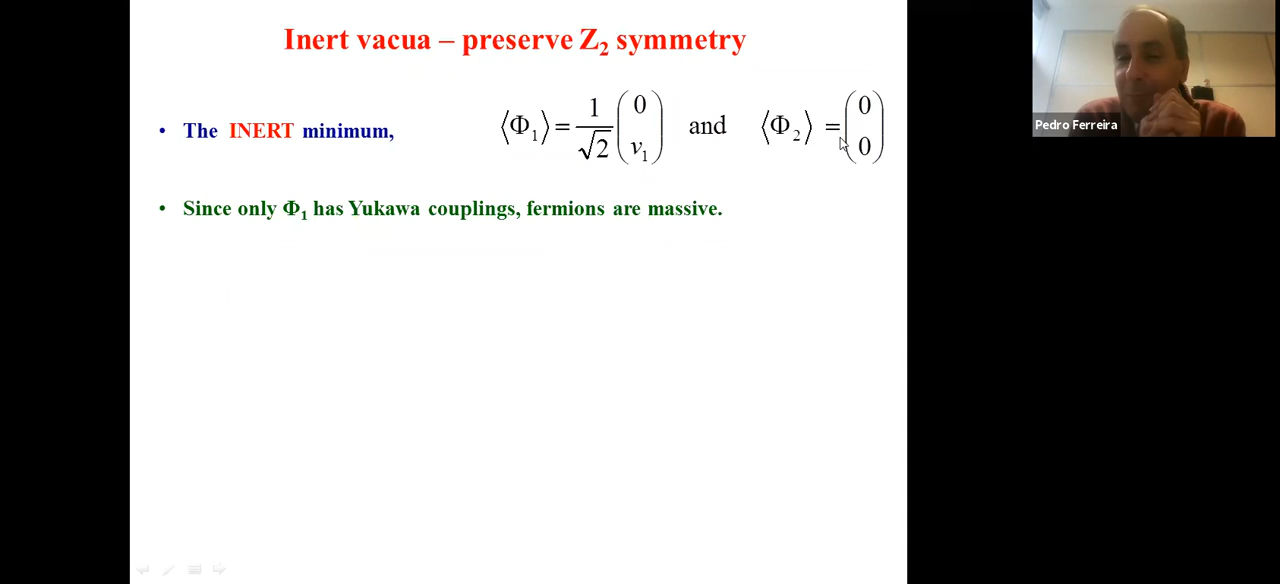 Inert vacua – preserve Z₂ symmetry
• The INERT minimum, ⟨Φ₁⟩ = 1/√2 (0 v₁) and ⟨Φ₂⟩ = (0 0)
• Since only Φ₁ has Yukawa couplings, fermions are massive.
Pedro Ferreira